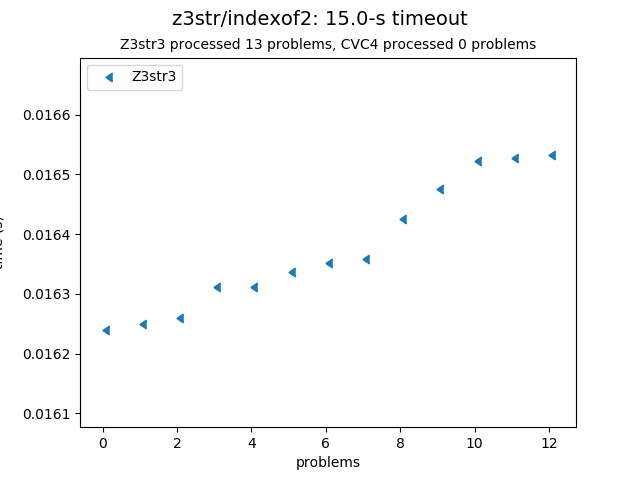 z3str/indexof2: 15.0-s timeout
Z3str3 processed 13 problems, CVC4 processed 0 problems
Z3str3
0.0166
0.0165
0.0164
0.0163
0.0162
0.0161
0 2 4 6 8 10 12
problems